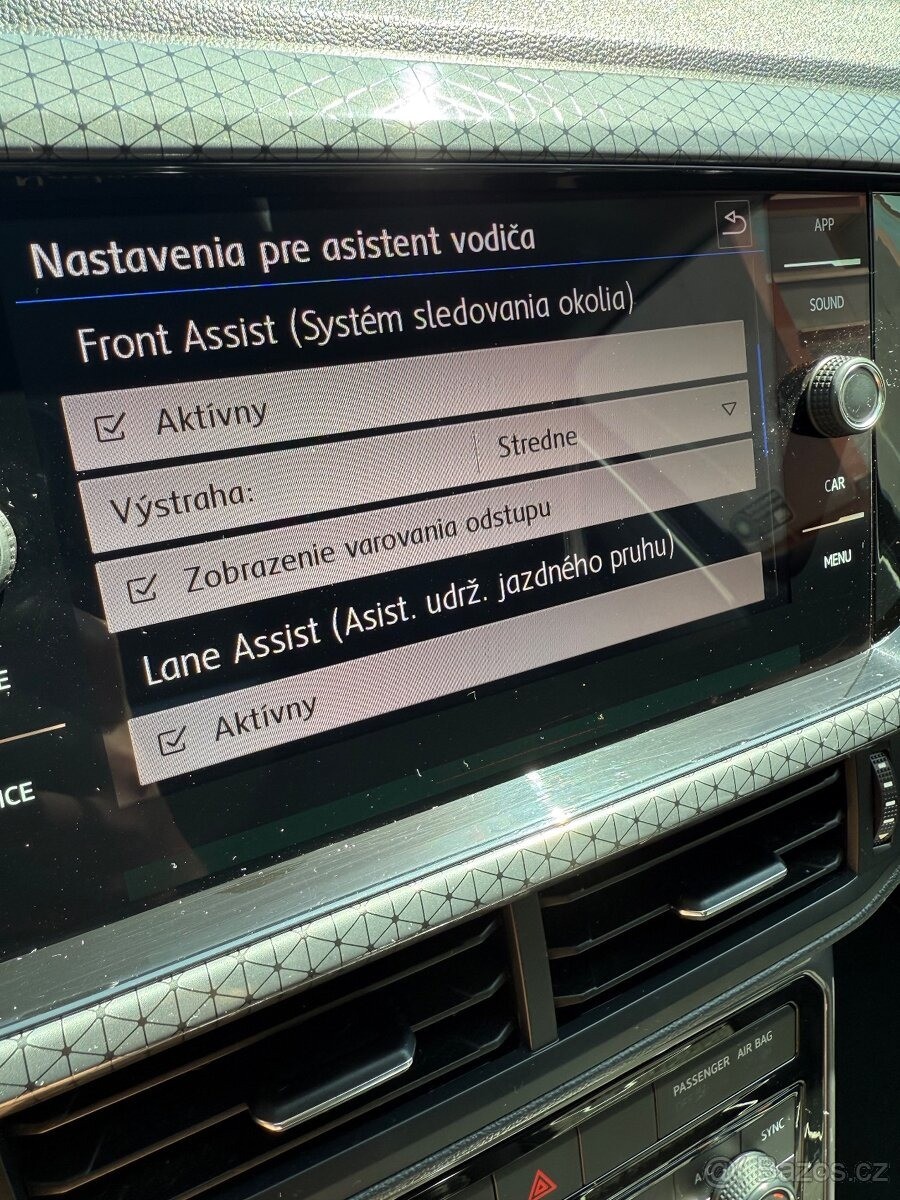 Nastavenia pre asistent vodiča
APP
Front Assist (Systém sledovania okolia)
SOUND
Aktívny
Výstraha:
Stredne
CAR
Zobrazenie varovania odstupu
MENU
Lane Assist (Asist. udrž. jazdného pruhu)
Aktívny
PASSENGER AIR BAG
SYNC
Bazos.cz